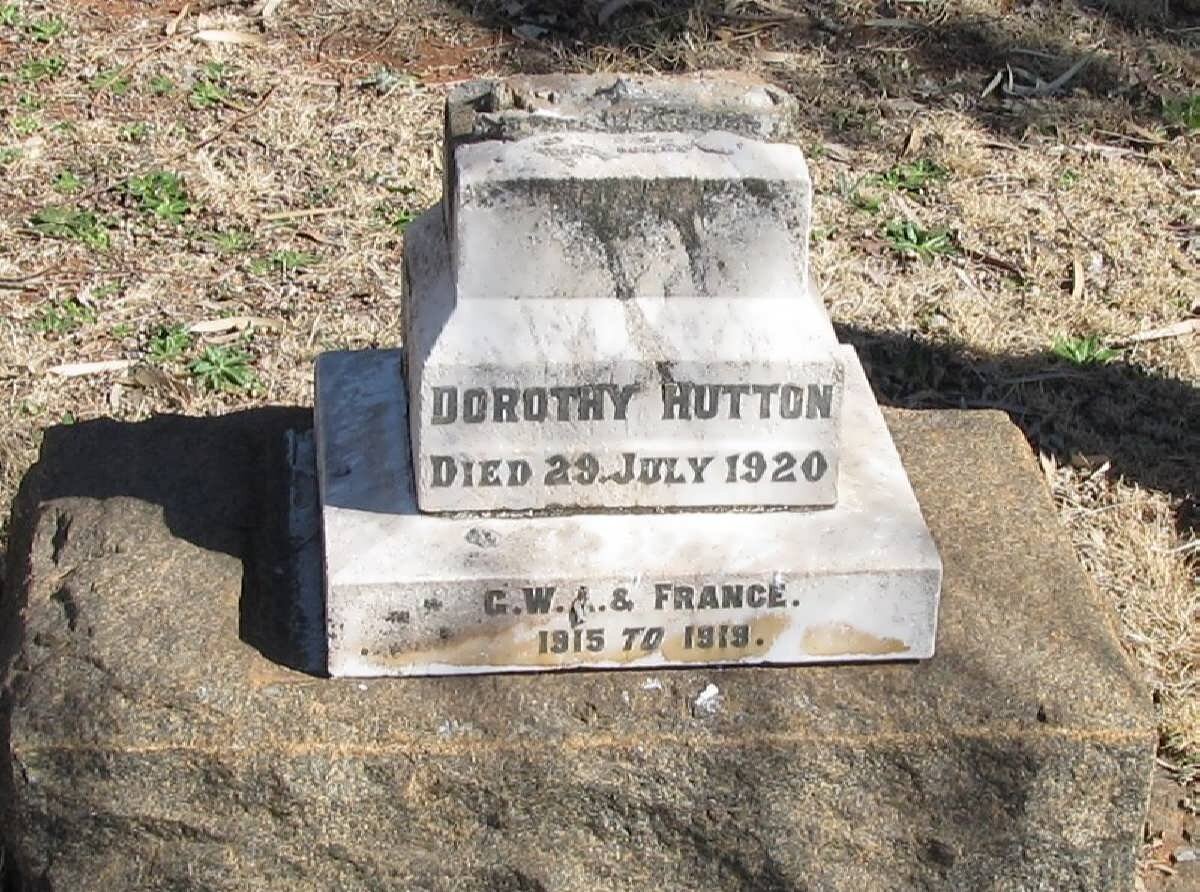 DOROTHY HUTTON
DIED 29 JULY 1920
G.W.A. & FRANCE.
1915 TO 1919.